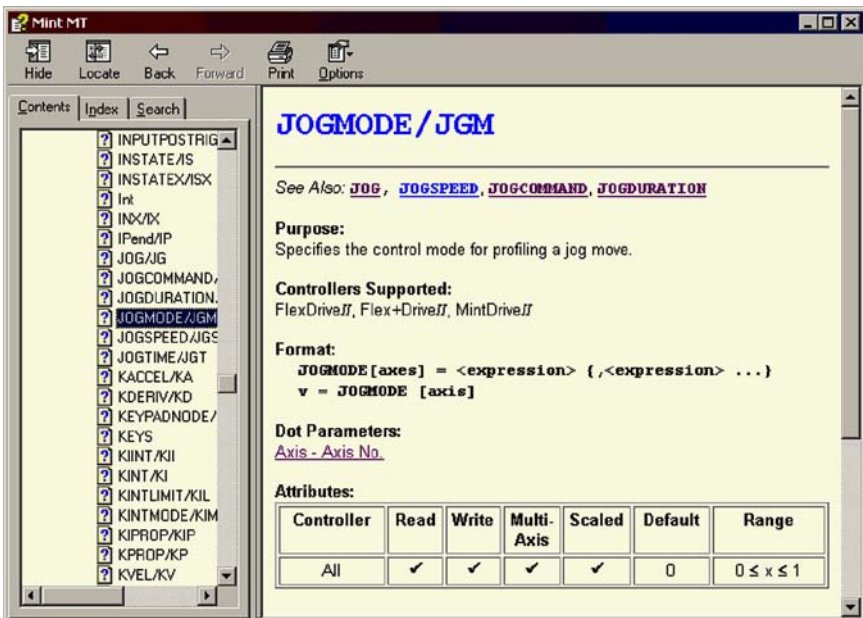 Mint MT
Hide Locate Back Forward Print Options
Contents Index Search
INPUTPOSTRIG
INSTATE/IS
INSTATEX/ISX
Int
INX/IX
IPend/IP
JOG/JG
JOGCOMMAND/
JOGDURATION.
JOGMODE/JGM
JOGSPEED/JGS
JOGTIME/JGT
KACCEL/KA
KDERIV/KD
KEYPADNODE/
KEYS
KIINT/KII
KINT/KI
KINTLIMIT/KIL
KINTMODE/KIM
KIPROP/KIP
KPROP/KP
KVEL/KV
JOGMODE/JGM
See Also: JOG, JOGSPEED, JOGCOMMAND, JOGDURATION
Purpose:
Specifies the control mode for profiling a jog move.
Controllers Supported:
FlexDriveII, Flex+DriveII, MintDriveII
Format:
JOGMODE[axes] = <expression> {,<expression> ...}
v = JOGMODE [axis]
Dot Parameters:
Axis - Axis No.
Attributes:
Controller Read Write Multi-Axis Scaled Default Range
All ✔ ✔ ✔ ✔ 0 0 ≤ x ≤ 1